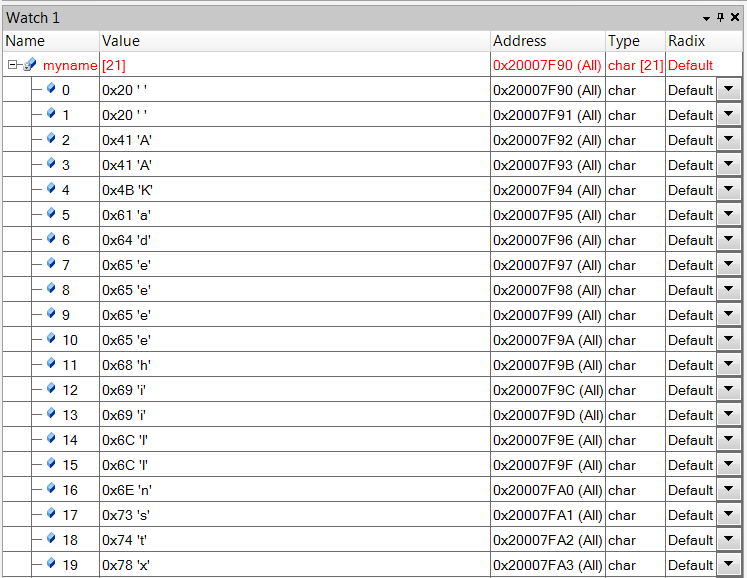 Watch 1
Name Value Address Type Radix
myname [21] 0x20007F90 (All) char [21] Default
0 0x20 ' ' 0x20007F90 (All) char Default
1 0x20 ' ' 0x20007F91 (All) char Default
2 0x41 'A' 0x20007F92 (All) char Default
3 0x41 'A' 0x20007F93 (All) char Default
4 0x4B 'K' 0x20007F94 (All) char Default
5 0x61 'a' 0x20007F95 (All) char Default
6 0x64 'd' 0x20007F96 (All) char Default
7 0x65 'e' 0x20007F97 (All) char Default
8 0x65 'e' 0x20007F98 (All) char Default
9 0x65 'e' 0x20007F99 (All) char Default
10 0x65 'e' 0x20007F9A (All) char Default
11 0x68 'h' 0x20007F9B (All) char Default
12 0x69 'i' 0x20007F9C (All) char Default
13 0x69 'i' 0x20007F9D (All) char Default
14 0x6C 'l' 0x20007F9E (All) char Default
15 0x6C 'l' 0x20007F9F (All) char Default
16 0x6E 'n' 0x20007FA0 (All) char Default
17 0x73 's' 0x20007FA1 (All) char Default
18 0x74 't' 0x20007FA2 (All) char Default
19 0x78 'x' 0x20007FA3 (All) char Default